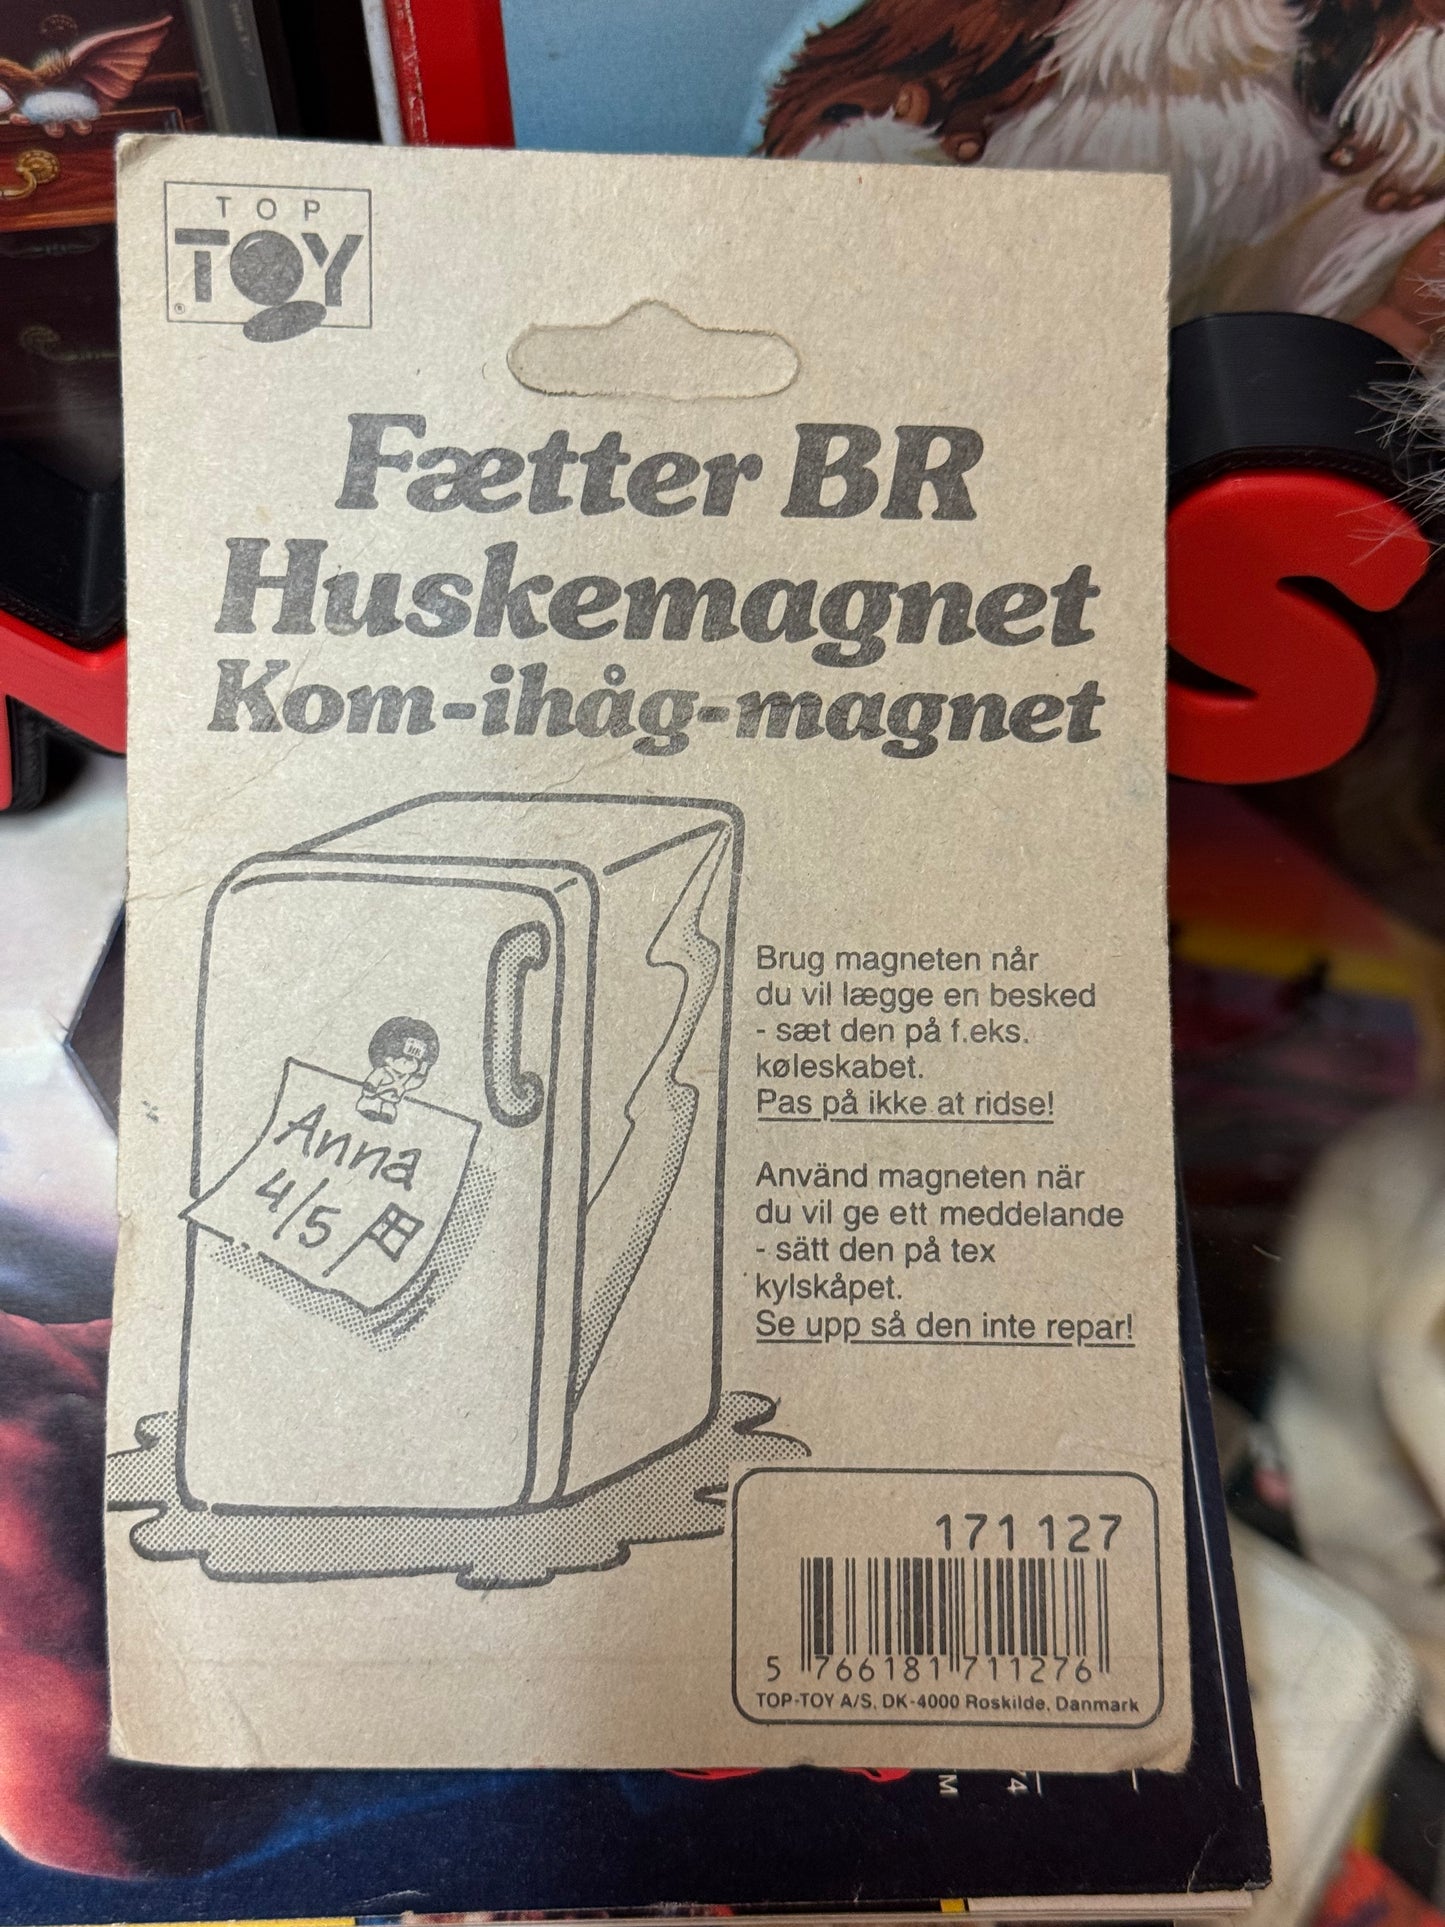 TOP
TOY
®
Fætter BR
Huskemagnet
Kom-ihåg-magnet
Brug magneten når
du vil lægge en besked
- sæt den på f.eks.
køleskabet.
Pas på ikke at ridse!
Anna
4/5
Använd magneten när
du vil ge ett meddelande
- sätt den på tex
kylskåpet.
Se upp så den inte repar!
171 127
5 766181 711276
TOP-TOY A/S, DK-4000 Roskilde, Danmark
S
74
M